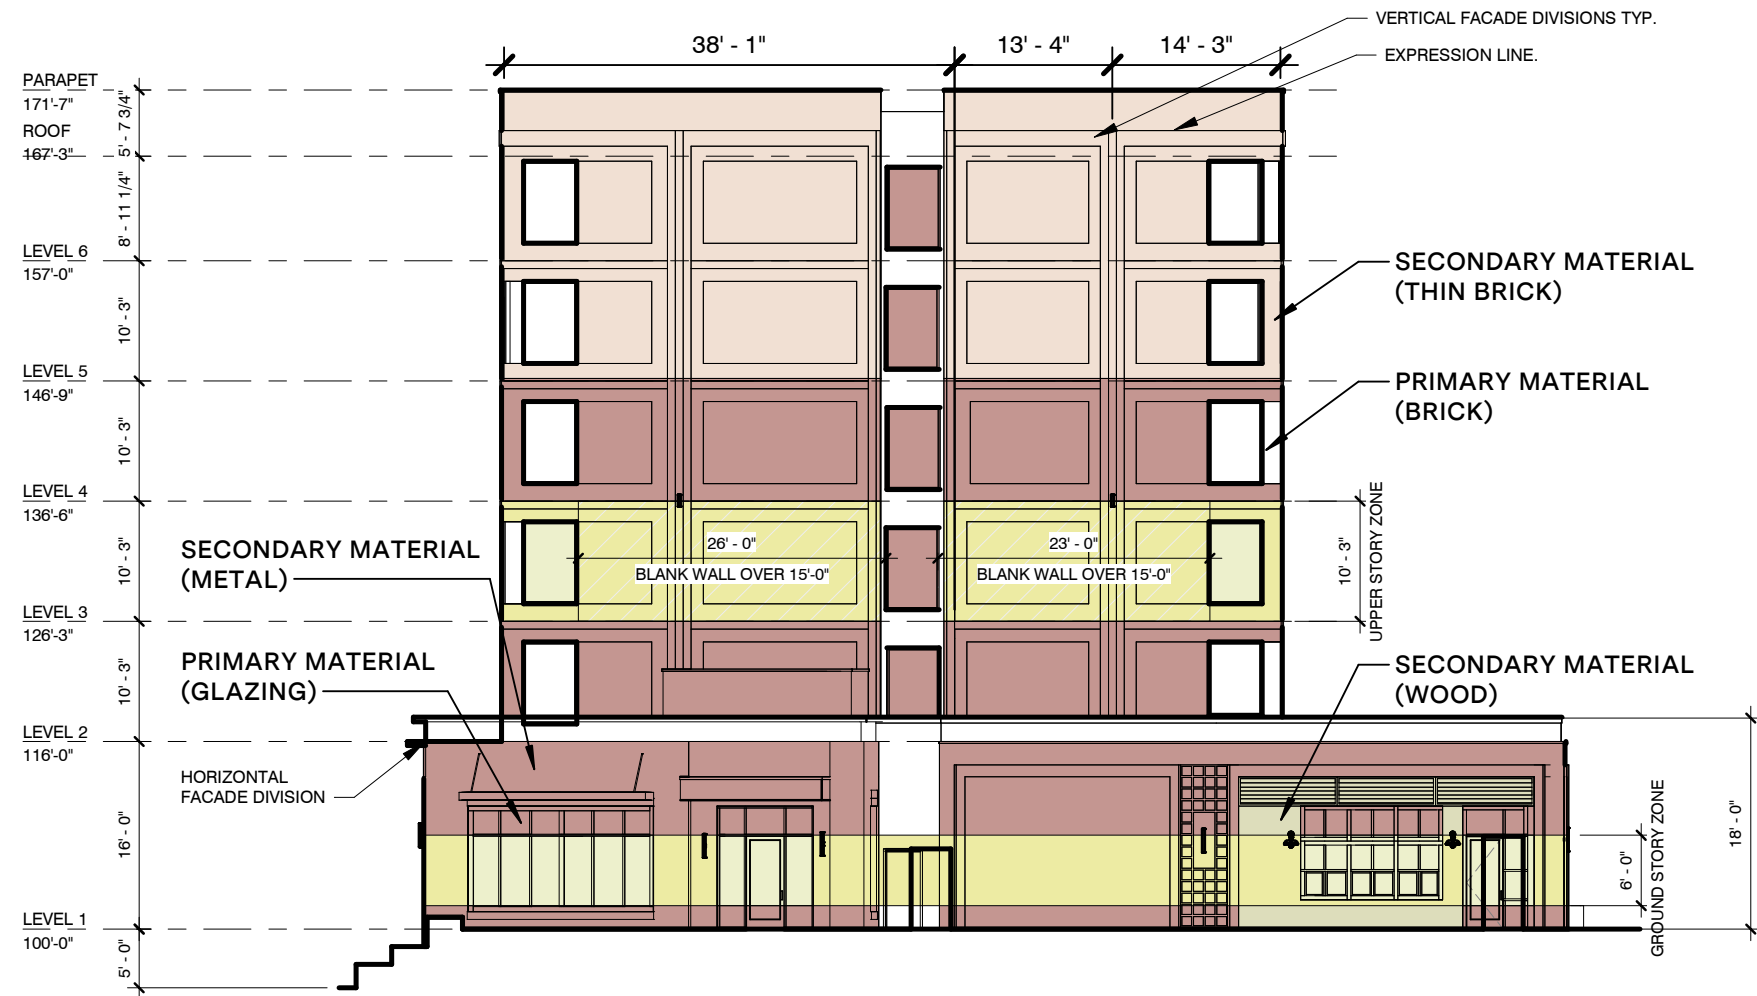 VERTICAL FACADE DIVISIONS TYP.
38' - 1"
13' - 4"
14' - 3"
EXPRESSION LINE.
PARAPET
171'-7"
5' - 7 3/4"
ROOF
167'-3"
8' - 11 1/4"
LEVEL 6
157'-0"
SECONDARY MATERIAL
(THIN BRICK)
10' - 3"
LEVEL 5
146'-9"
PRIMARY MATERIAL
(BRICK)
10' - 3"
LEVEL 4
136'-6"
SECONDARY MATERIAL
(METAL)
10' - 3"
26' - 0"
BLANK WALL OVER 15'-0"
23' - 0"
BLANK WALL OVER 15'-0"
10' - 3"
UPPER STORY ZONE
LEVEL 3
126'-3"
PRIMARY MATERIAL
(GLAZING)
10' - 3"
SECONDARY MATERIAL
(WOOD)
LEVEL 2
116'-0"
HORIZONTAL
FACADE DIVISION
16' - 0"
6' - 0"
GROUND STORY ZONE
18' - 0"
LEVEL 1
100'-0"
5' - 0"